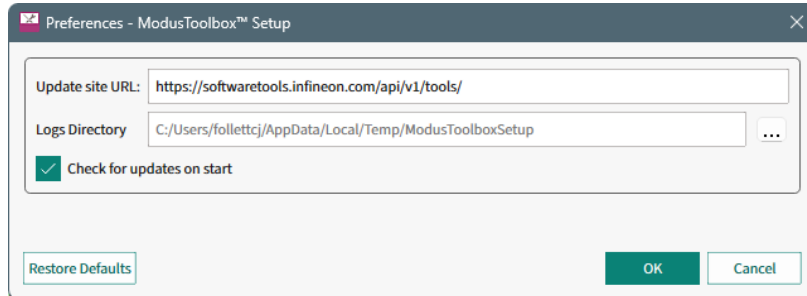 Preferences - ModusToolbox™ Setup
Update site URL: https://softwaretools.infineon.com/api/v1/tools/
Logs Directory C:/Users/follettcj/AppData/Local/Temp/ModusToolboxSetup ...
Check for updates on start
Restore Defaults OK Cancel